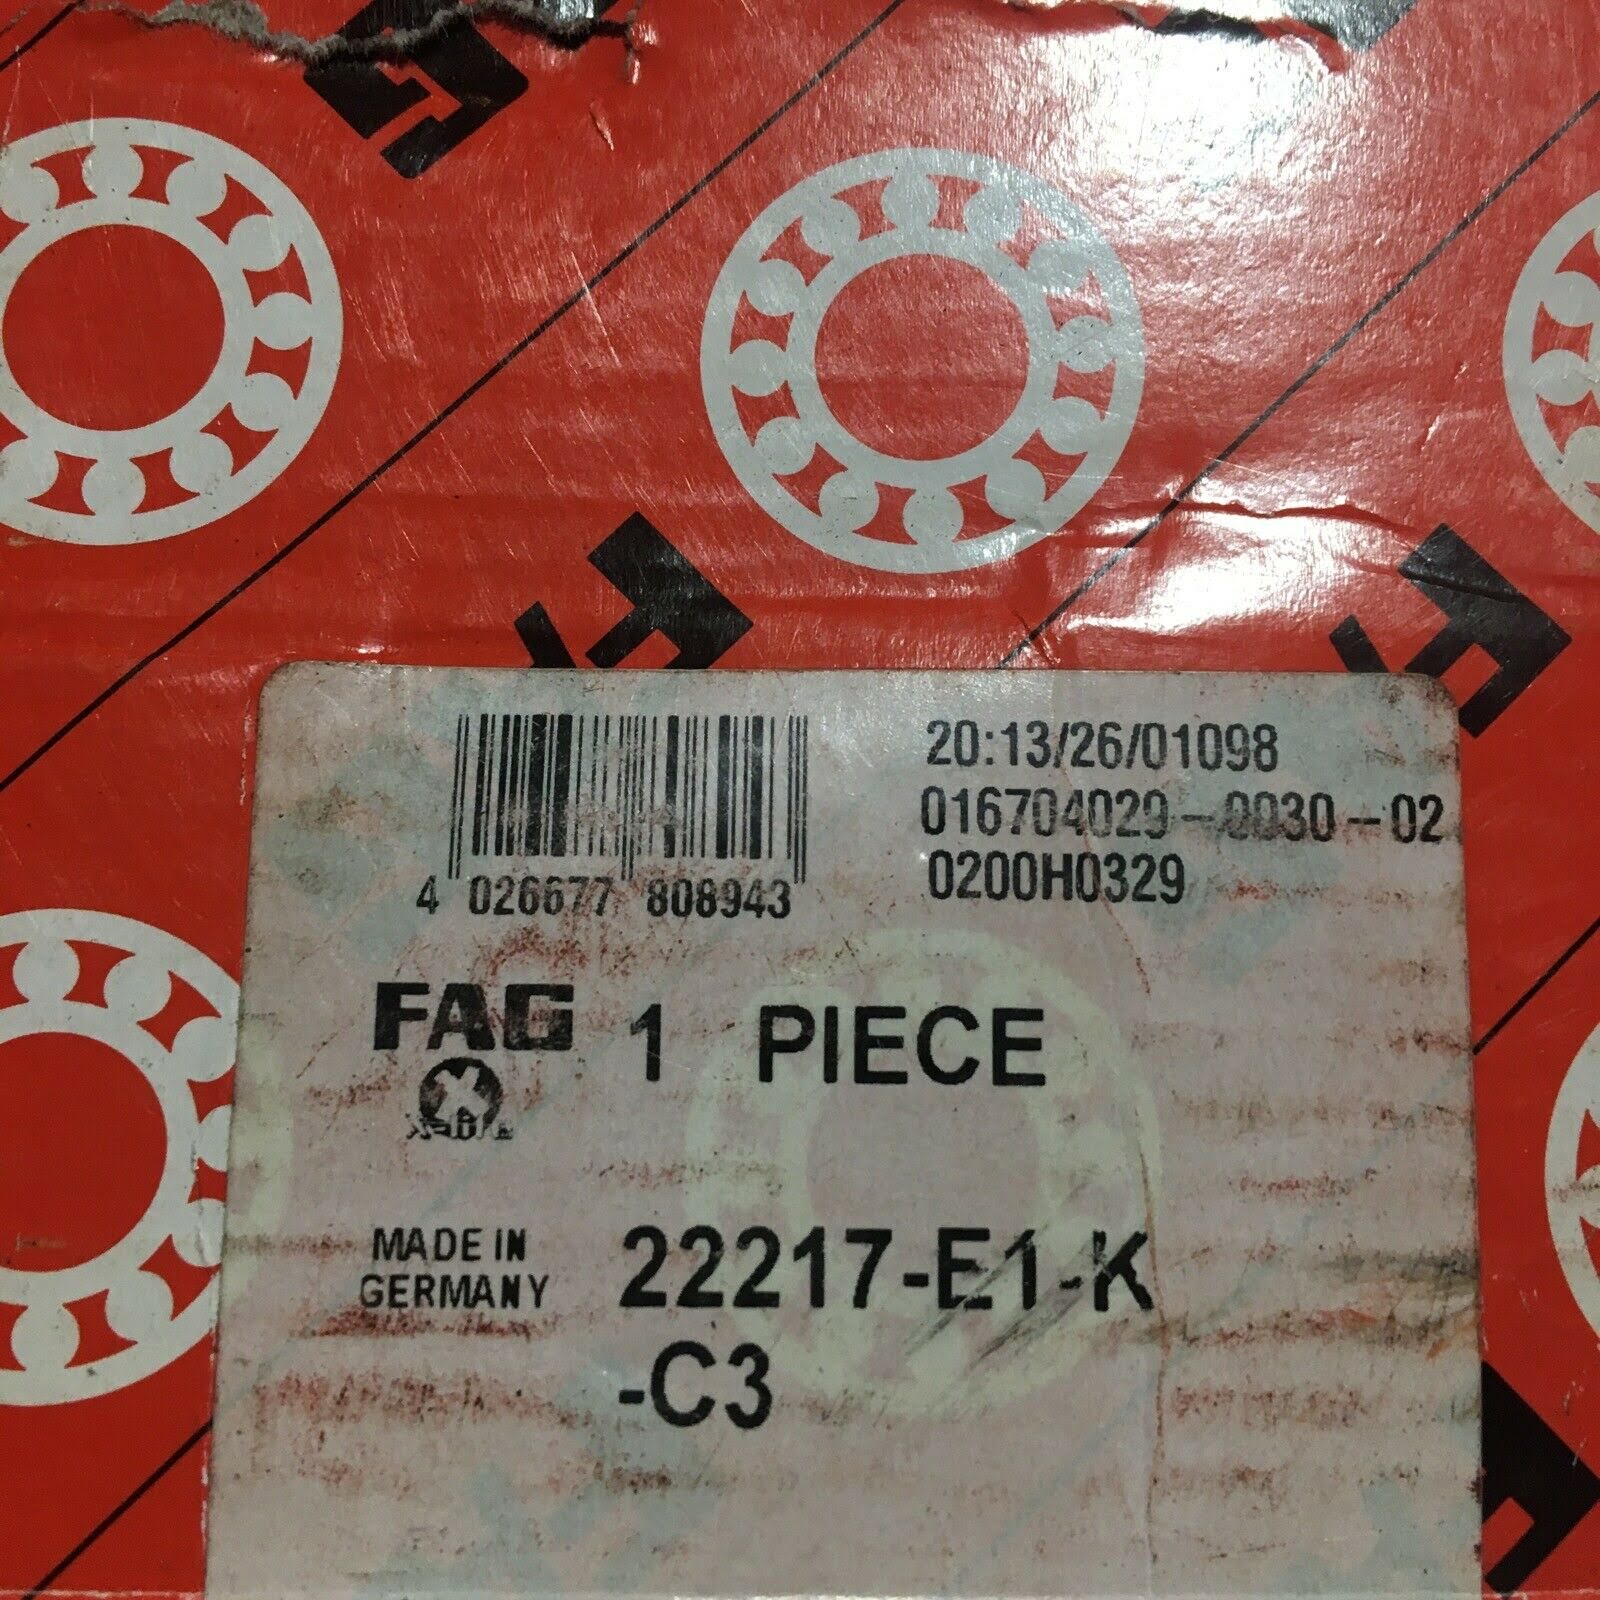 20:13/26/01098
016704029-0030-02
0200H0329
4 026677 808943
FAG 1 PIECE
X-life
MADE IN
GERMANY
22217-E1-K
-C3